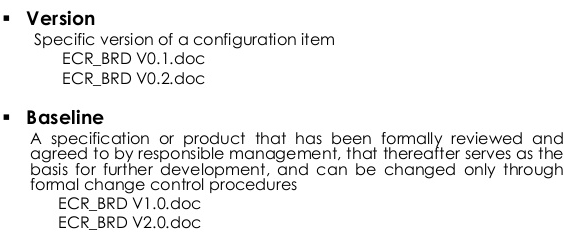 ▪ Version
Specific version of a configuration item
ECR_BRD V0.1.doc
ECR_BRD V0.2.doc
▪ Baseline
A specification or product that has been formally reviewed and
agreed to by responsible management, that thereafter serves as the
basis for further development, and can be changed only through
formal change control procedures
ECR_BRD V1.0.doc
ECR_BRD V2.0.doc